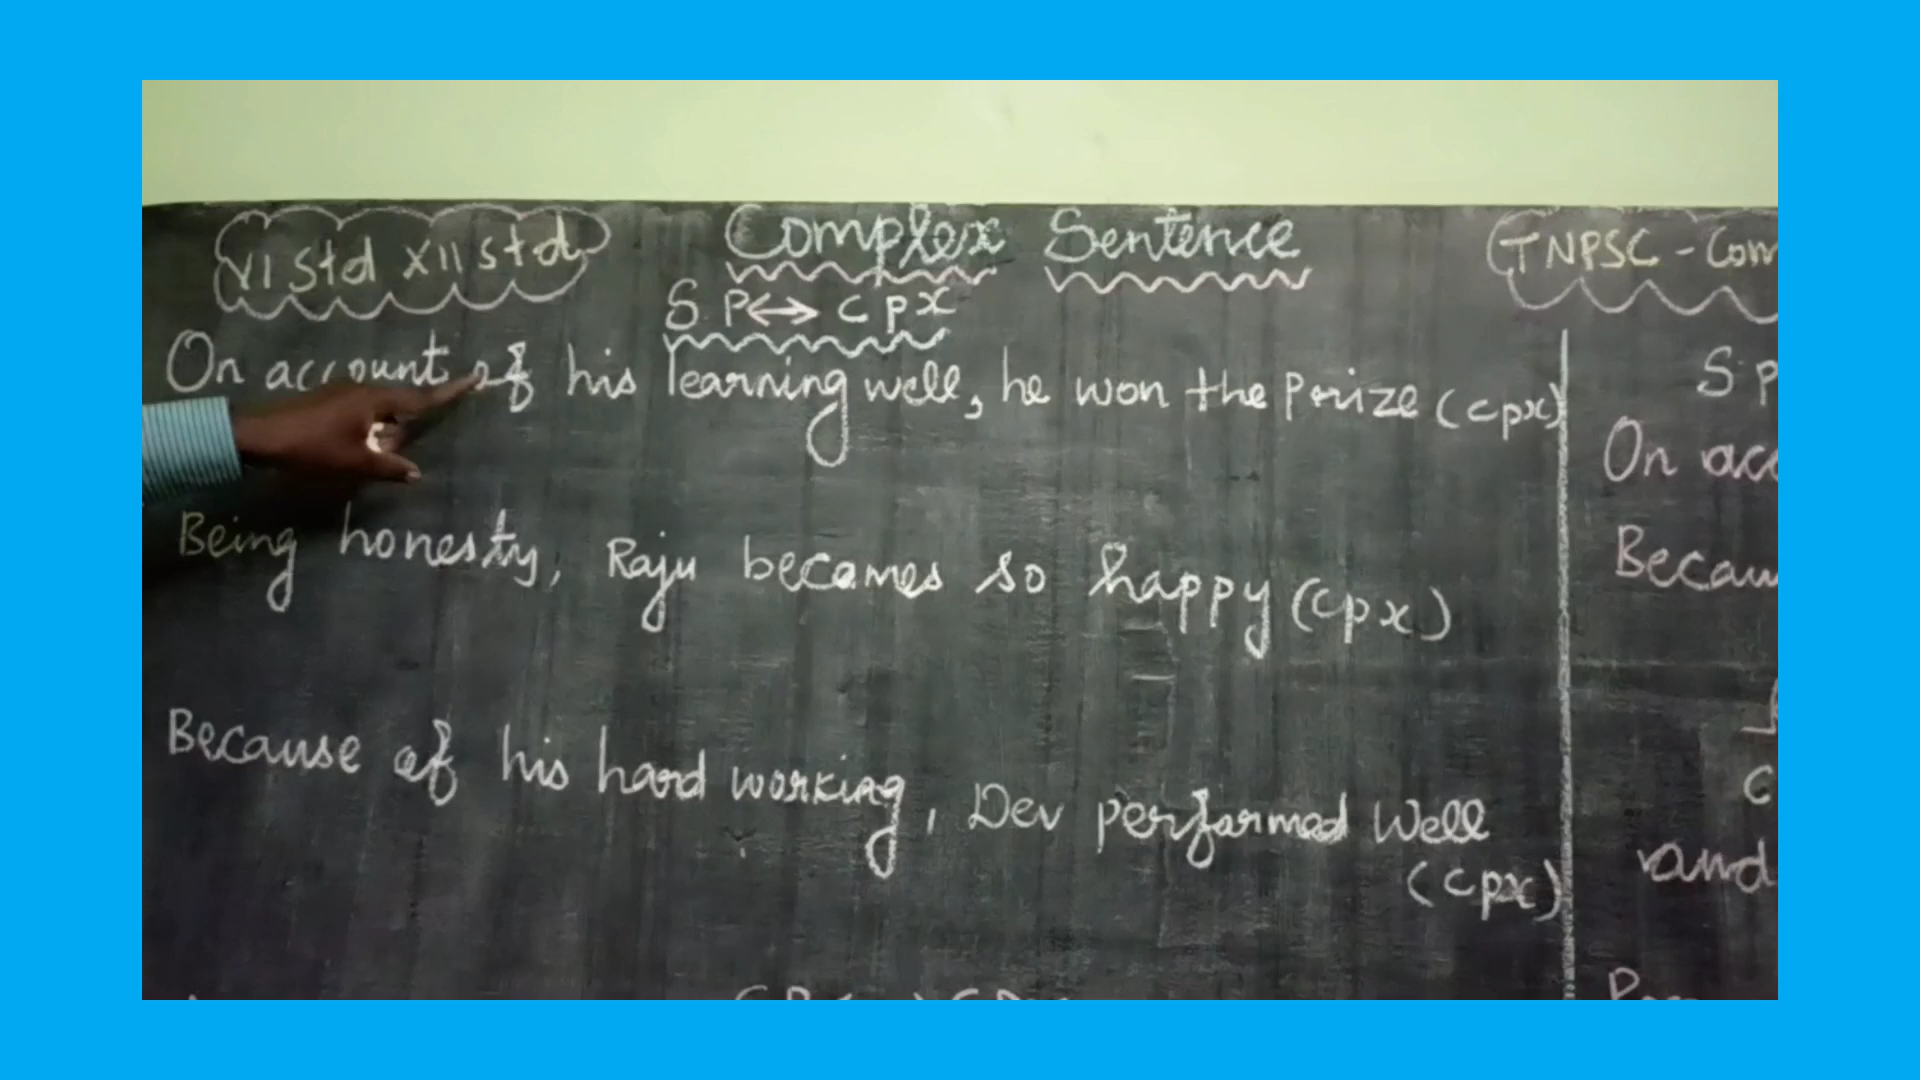 XI Std XII Std
Complex Sentence
TNPSC - Com
S.P ↔ cpx
On account of his learning well, he won the Prize (cpx)
Being honesty, Raju becames so happy (cpx)
Because of his hard working, Dev performed Well
(cpx)
S P
On acc
Becau
C
and